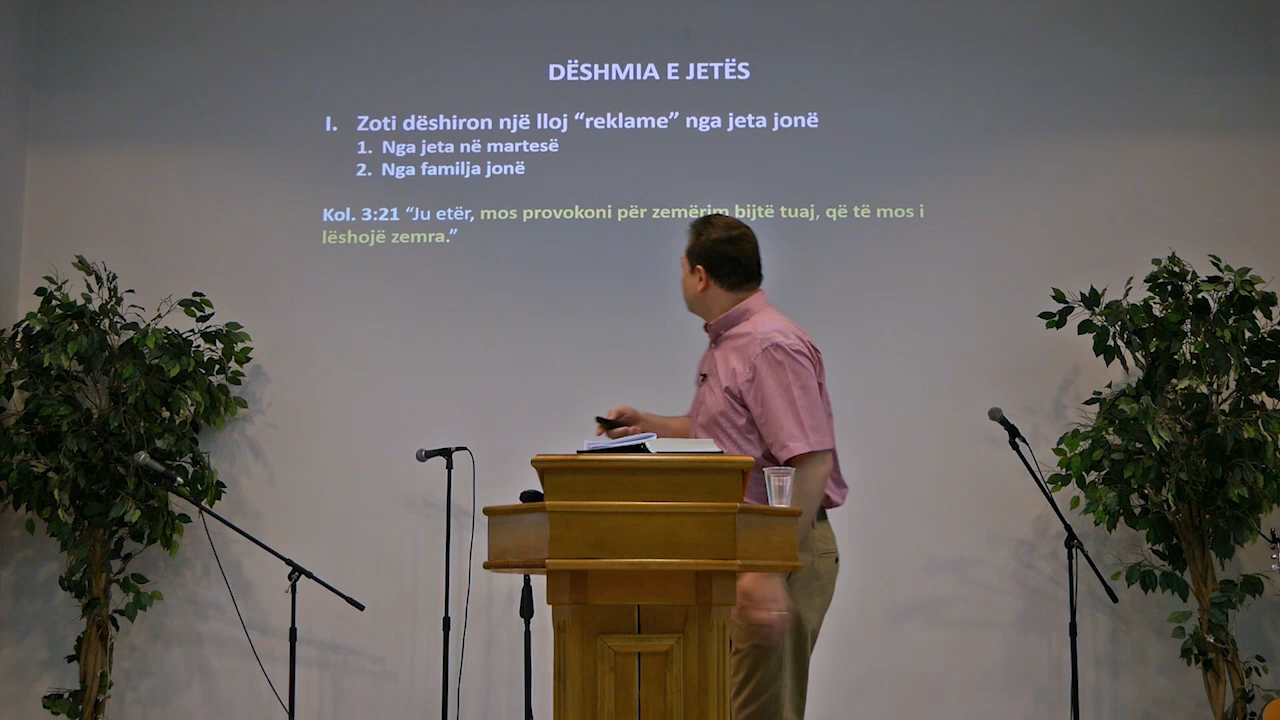 DËSHMIA E JETËS
I. Zoti dëshiron një lloj “reklame” nga jeta jonë
1. Nga jeta në martesë
2. Nga familja jonë
Kol. 3:21 “Ju etër, mos provokoni për zemërim bijtë tuaj, që të mos i
lëshojë zemra.”